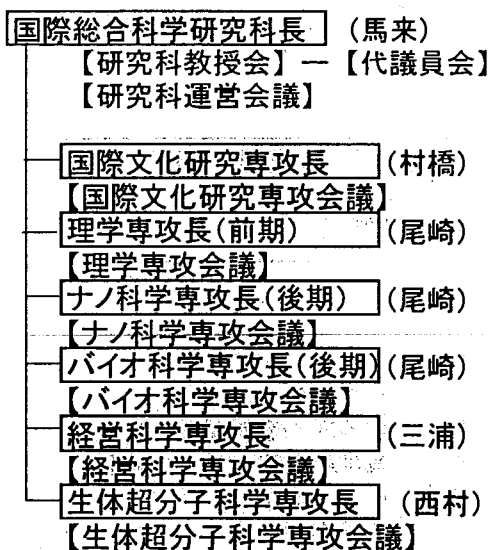 国際総合科学研究科長 (馬来)
【研究科教授会】ー【代議員会】
【研究科運営会議】
国際文化研究専攻長 (村橋)
【国際文化研究専攻会議】
理学専攻長(前期) (尾崎)
【理学専攻会議】
ナノ科学専攻長(後期) (尾崎)
【ナノ科学専攻会議】
バイオ科学専攻長(後期) (尾崎)
【バイオ科学専攻会議】
経営科学専攻長 (三浦)
【経営科学専攻会議】
生体超分子科学専攻長 (西村)
【生体超分子科学専攻会議】